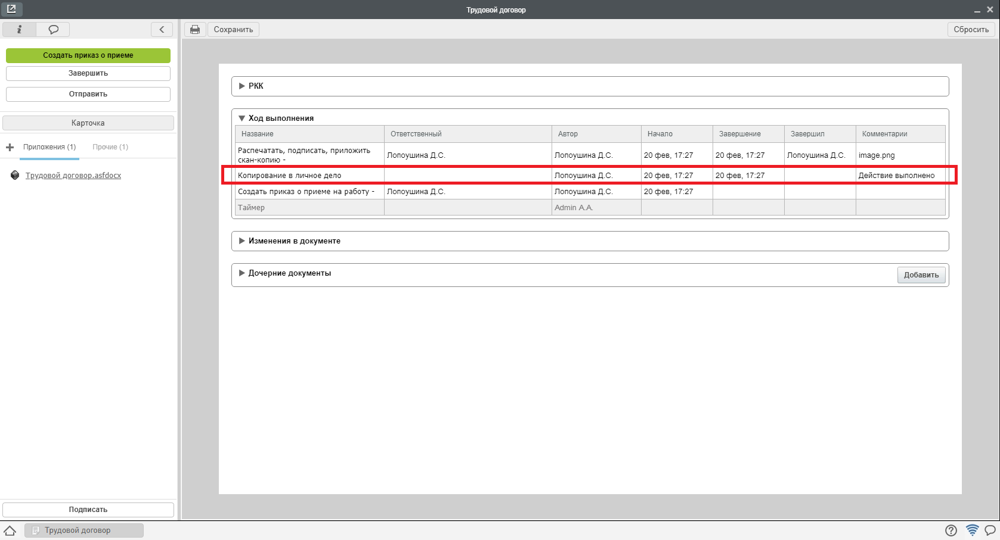 Трудовой договор
Сохранить
Сбросить
Создать приказ о приеме
Завершить
Отправить
Карточка
Приложения (1) Прочие (1)
Трудовой договор.asfdocx
Подписать
РКК
Ход выполнения
Название Ответственный Автор Начало Завершение Завершил Комментарии
Распечатать, подписать, приложить
скан-копию - Лопоушина Д.С. Лопоушина Д.С. 20 фев, 17:27 20 фев, 17:27 Лопоушина Д.С. image.png
Копирование в личное дело Лопоушина Д.С. 20 фев, 17:27 20 фев, 17:27 Действие выполнено
Создать приказ о приеме на работу - Лопоушина Д.С. Лопоушина Д.С. 20 фев, 17:27
Таймер Admin A.A.
Изменения в документе
Дочерние документы
Добавить
Трудовой договор